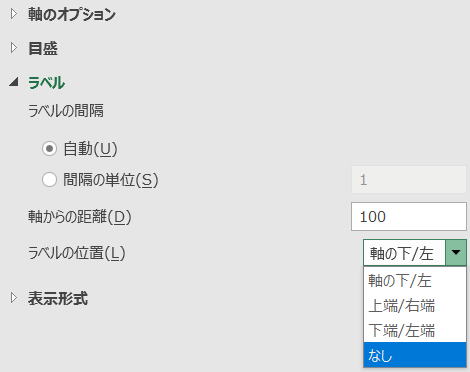 軸のオプション
目盛
ラベル
ラベルの間隔
自動(U)
間隔の単位(S) 1
軸からの距離(D) 100
ラベルの位置(L) 軸の下/左
軸の下/左
上端/右端
下端/左端
なし
表示形式